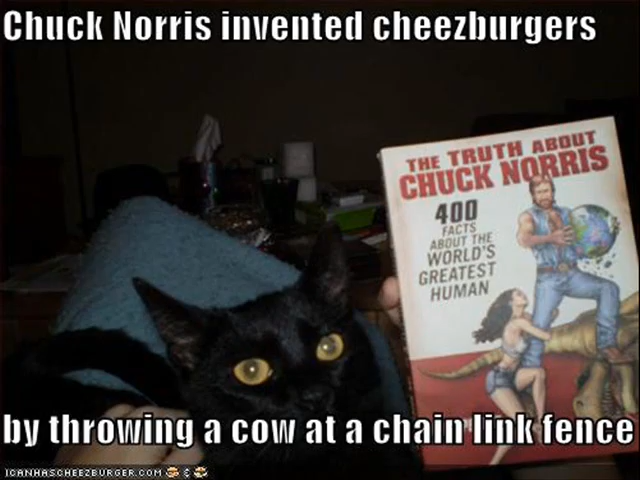 Chuck Norris invented cheezburgers
THE TRUTH ABOUT
CHUCK NORRIS
400
FACTS
ABOUT THE
WORLD'S
GREATEST
HUMAN
by throwing a cow at a chain link fence
ICANHASCHEEZBURGER.COM